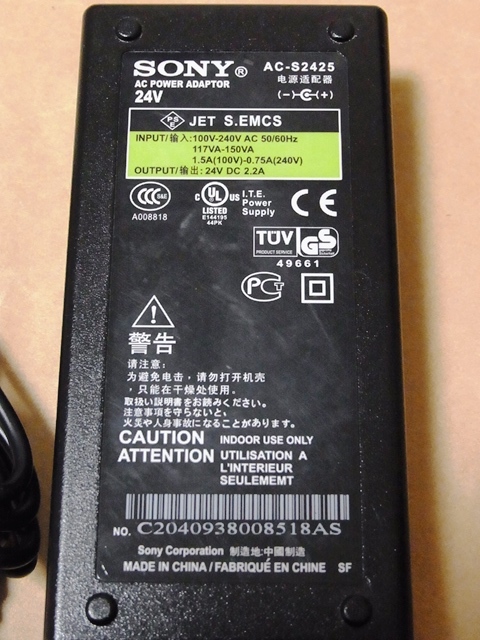 SONY® AC-S2425
AC POWER ADAPTOR 电源适配器
24V (-)(+)
PSE JET S.EMCS
INPUT/输入:100V-240V AC 50/60Hz
117VA-150VA
1.5A(100V)-0.75A(240V)
OUTPUT/输出: 24V DC 2.2A
CCC S&E
A008818
c UL US
LISTED
E144195
44PK
I.T.E.
Power
Supply
CE
TÜV GS
PRODUCT SERVICE
49661
PCT
警告
请注意:
为避免电击，请勿打开机壳
，只能在干燥处使用.
取扱い説明書をお読みください。
注意事項を守らないと、
火災や人身事故になることがあります。
CAUTION INDOOR USE ONLY
ATTENTION UTILISATION A
L'INTERIEUR
SEULEMEMT
NO. C2040938008518AS
Sony Corporation 制造地:中國制造
MADE IN CHINA / FABRIQUÉ EN CHINE SF